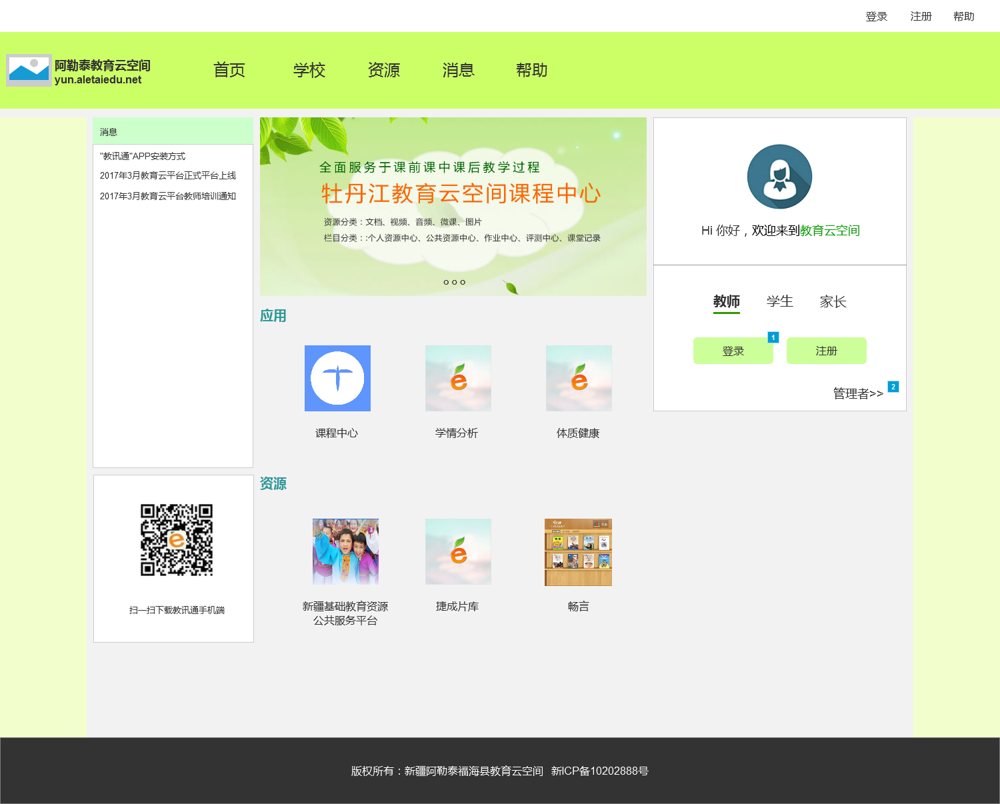 登录 注册 帮助
阿勒泰教育云空间
yun.aletaiedu.net
首页 学校 资源 消息 帮助
消息
"教讯通"APP安装方式
2017年3月教育云平台正式平台上线
2017年3月教育云平台教师培训通知
扫一扫下载教讯通手机端
全面服务于课前课中课后教学过程
牡丹江教育云空间课程中心
资源分类：文档、视频、音频、微课、图片
栏目分类：:个人资源中心、公共资源中心、作业中心、评测中心、课堂记录
应用
课程中心 学情分析 体质健康
资源
新疆基础教育资源
公共服务平台
捷成片库
畅言
Hi 你好，欢迎来到教育云空间
教师 学生 家长
登录 1 注册
管理者>> 2
版权所有：新疆阿勒泰福海县教育云空间 新ICP备10202888号